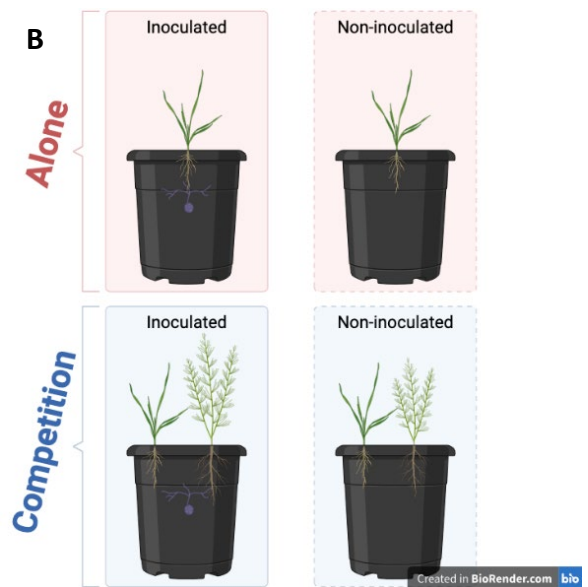 B
Inoculated
Non-inoculated
Alone
Inoculated
Non-inoculated
Competition
Created in BioRender.com bio